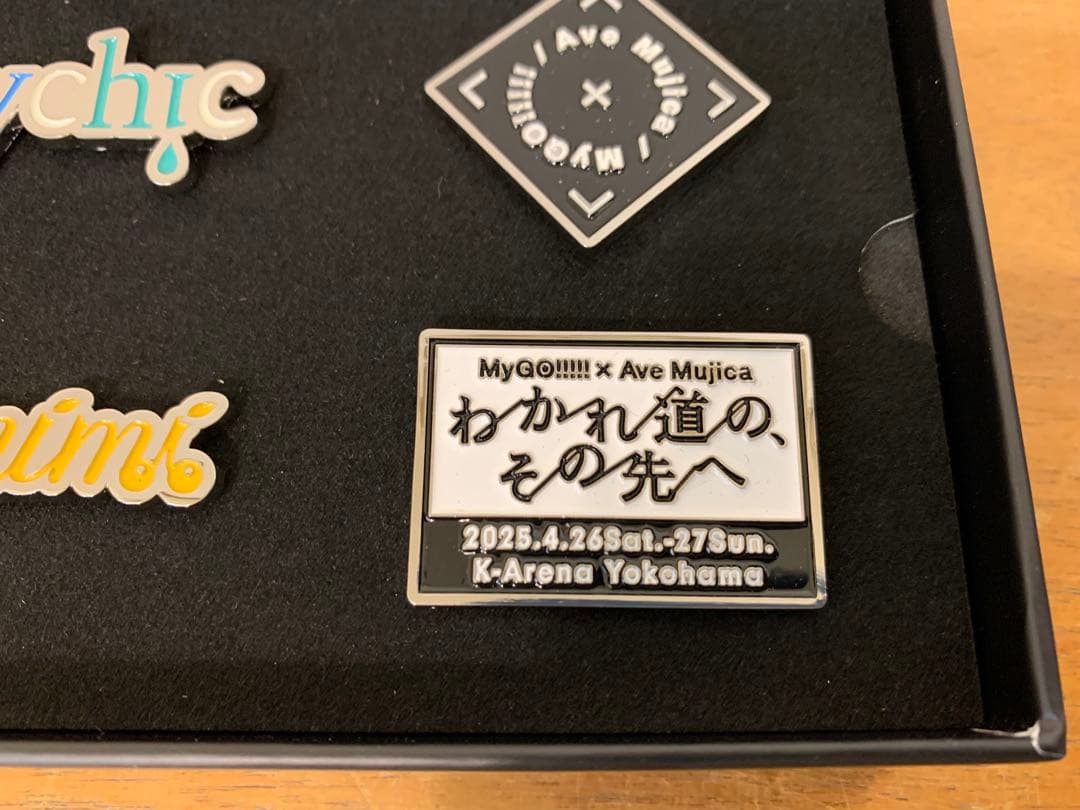 ychic
/ Ave Mujica / MyGO!!!!!
×
nimi
MyGO!!!!! × Ave Mujica
わかれ道の、
その先へ
2025.4.26Sat.-27Sun.
K-Arena Yokohama